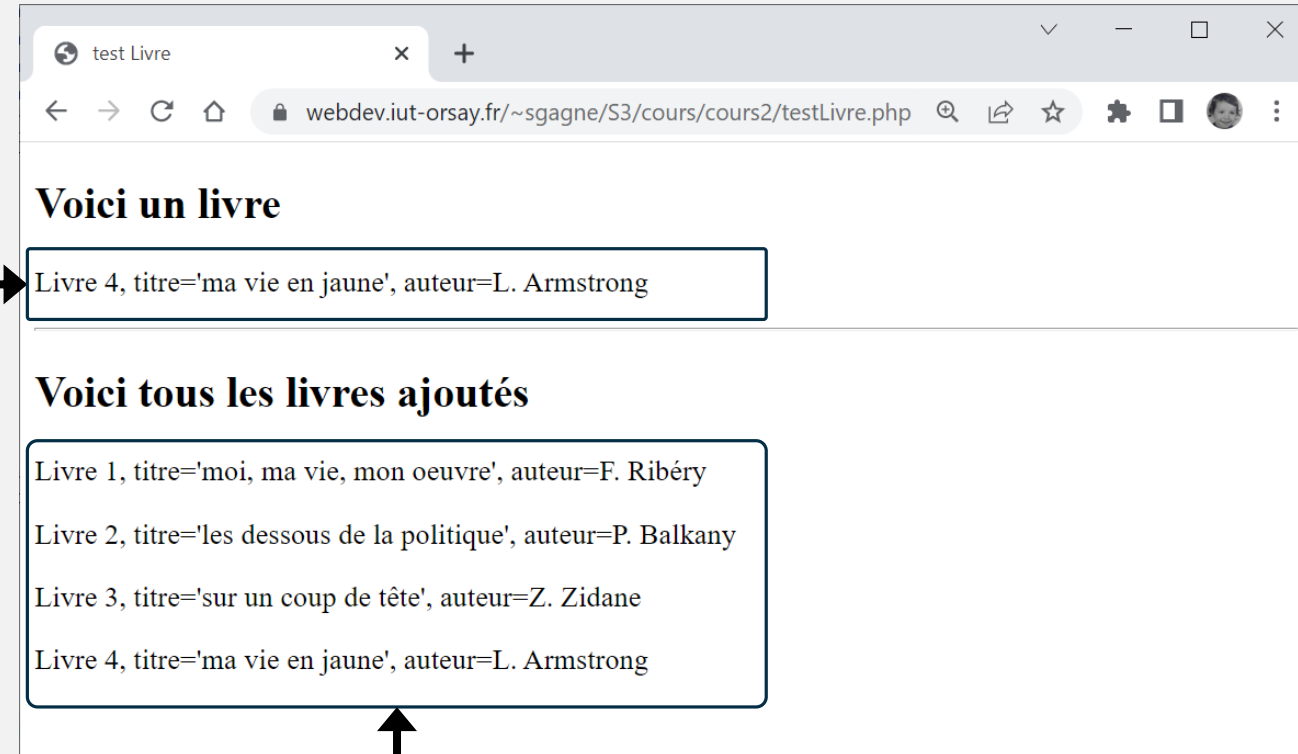 test Livre
webdev.iut-orsay.fr/~sgagne/S3/cours/cours2/testLivre.php
Voici un livre
Livre 4, titre='ma vie en jaune', auteur=L. Armstrong
Voici tous les livres ajoutés
Livre 1, titre='moi, ma vie, mon oeuvre', auteur=F. Ribéry
Livre 2, titre='les dessous de la politique', auteur=P. Balkany
Livre 3, titre='sur un coup de tête', auteur=Z. Zidane
Livre 4, titre='ma vie en jaune', auteur=L. Armstrong